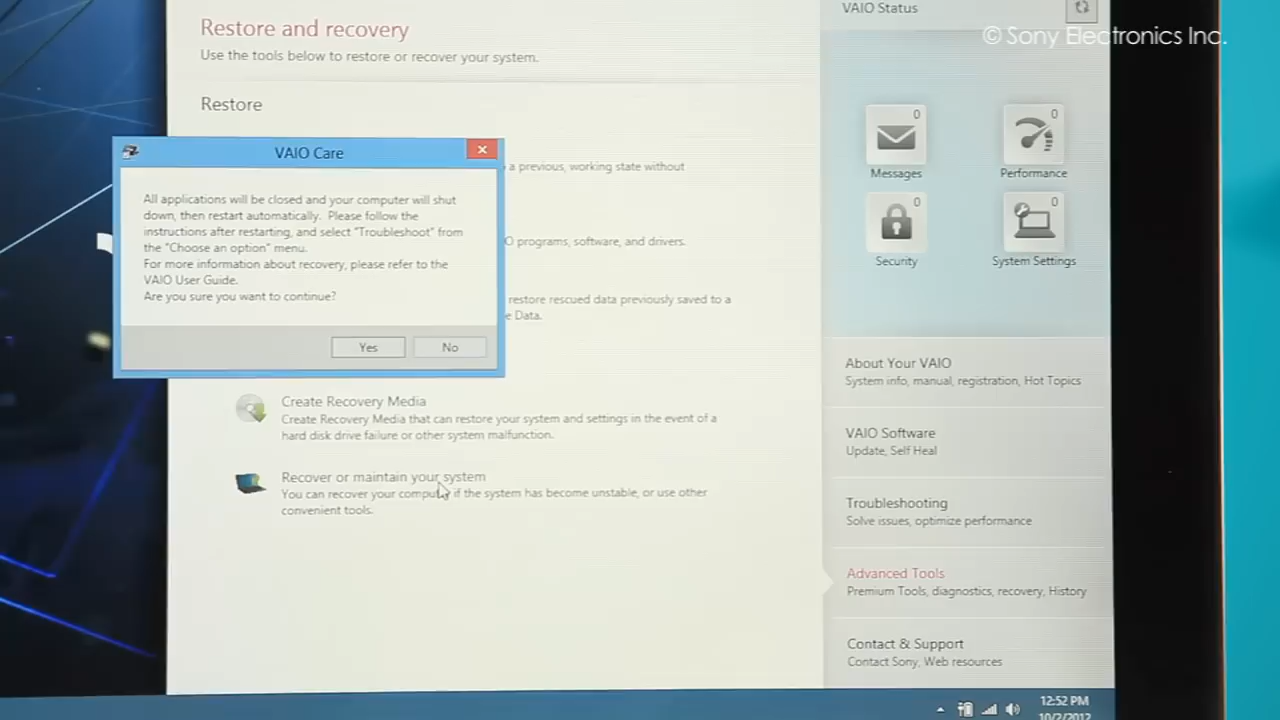 VAIO Status
© Sony Electronics Inc.
Restore and recovery
Use the tools below to restore or recover your system.
Restore
a previous, working state without
programs, software, and drivers.
restore rescued data previously saved to a
Data.
VAIO Care
All applications will be closed and your computer will shut
down, then restart automatically. Please follow the
instructions after restarting, and select "Troubleshoot" from
the "Choose an option" menu.
For more information about recovery, please refer to the
VAIO User Guide.
Are you sure you want to continue?
Yes
No
Create Recovery Media
Create Recovery Media that can restore your system and settings in the event of a
hard disk drive failure or other system malfunction.
Recover or maintain your system
You can recover your computer if the system has become unstable, or use other
convenient tools.
0
Messages
0
Performance
0
Security
0
System Settings
About Your VAIO
System info, manual, registration, Hot Topics
VAIO Software
Update, Self Heal
Troubleshooting
Solve issues, optimize performance
Advanced Tools
Premium Tools, diagnostics, recovery, History
Contact & Support
Contact Sony, Web resources
12:52 PM
10/2/2012